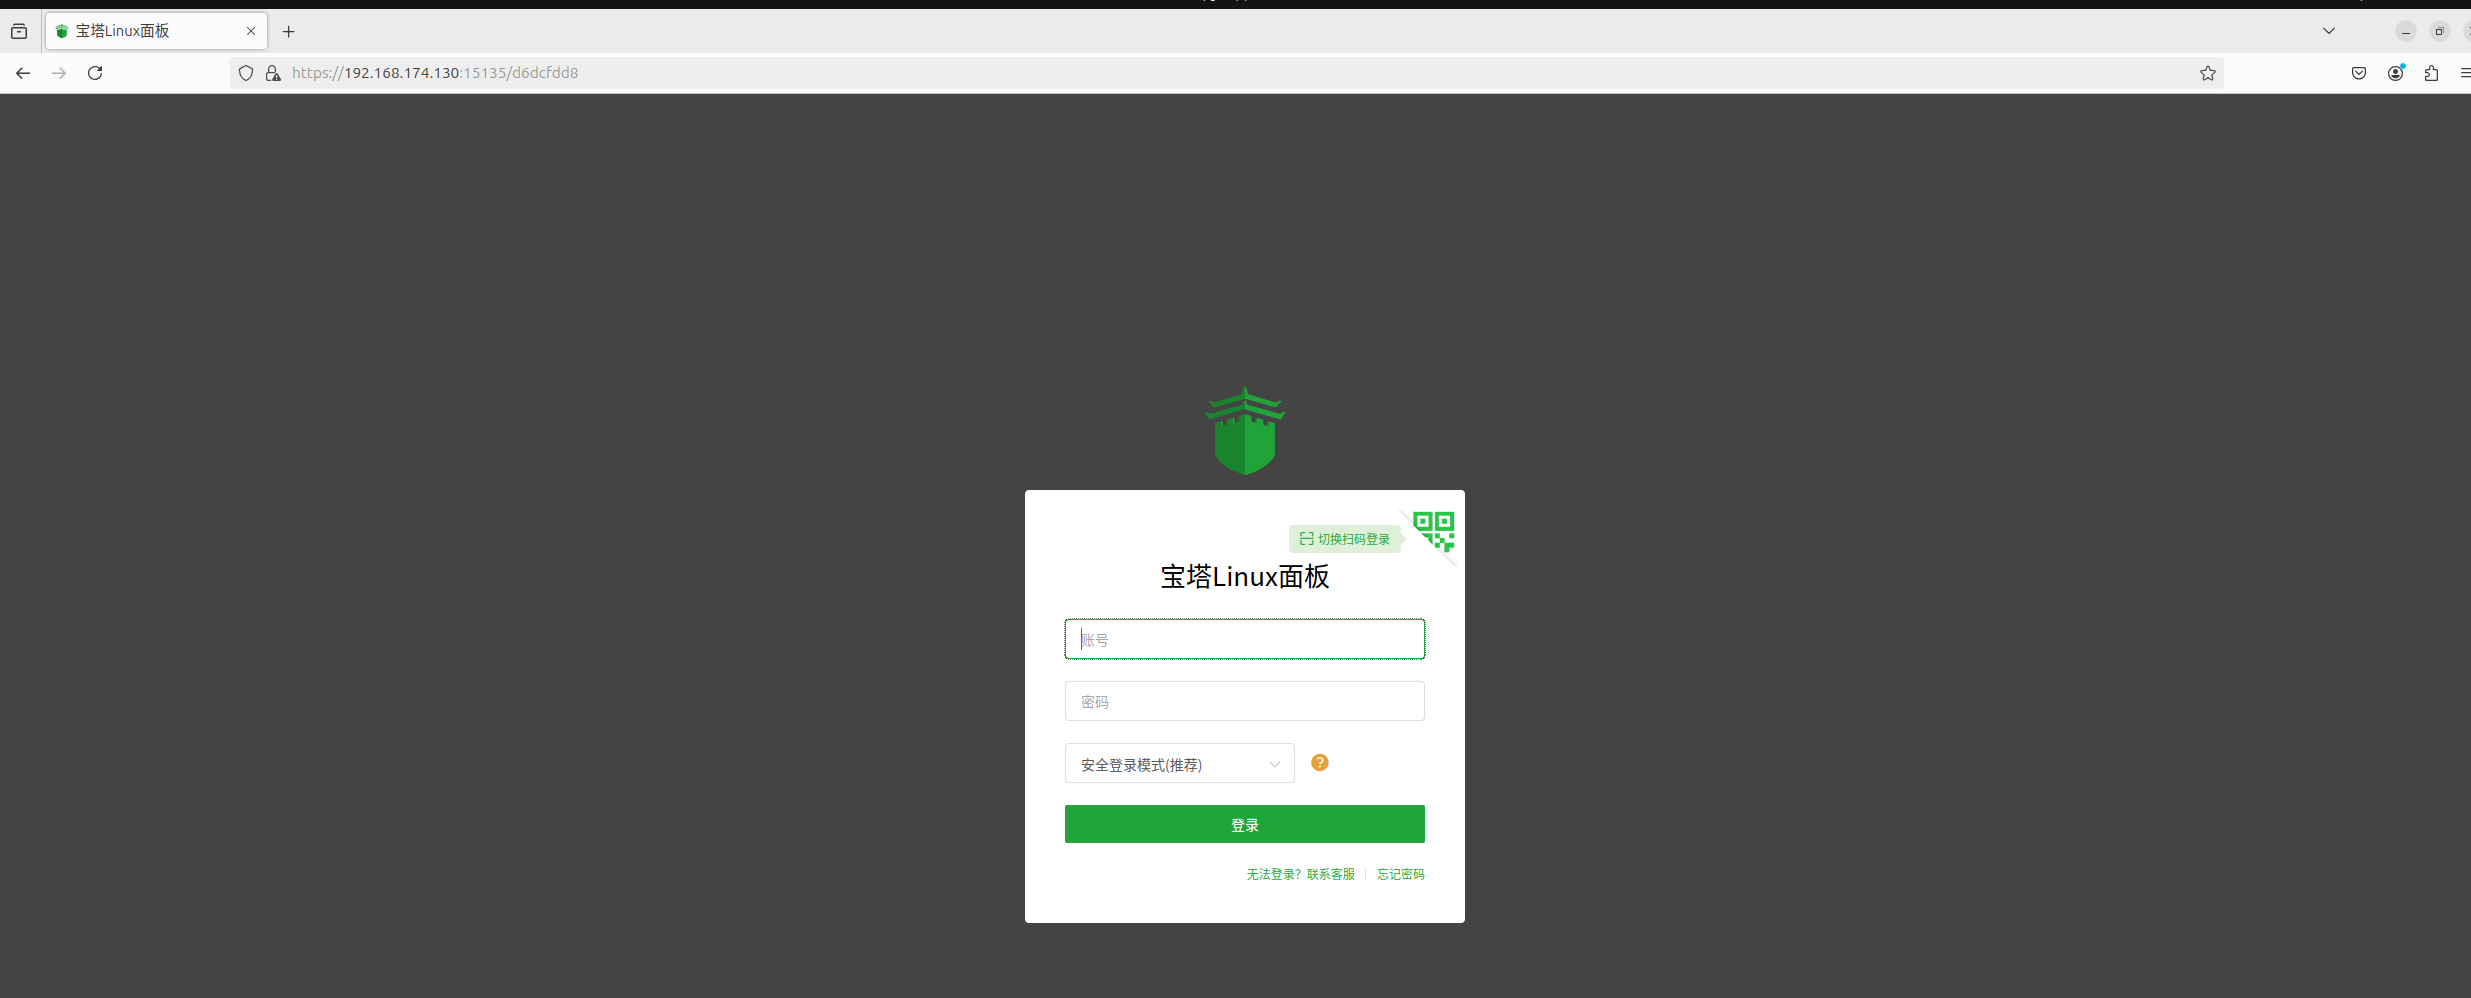 宝塔Linux面板
https://192.168.174.130:15135/d6dcfdd8
切换扫码登录
宝塔Linux面板
账号
密码
安全登录模式(推荐)
?
登录
无法登录？联系客服 | 忘记密码